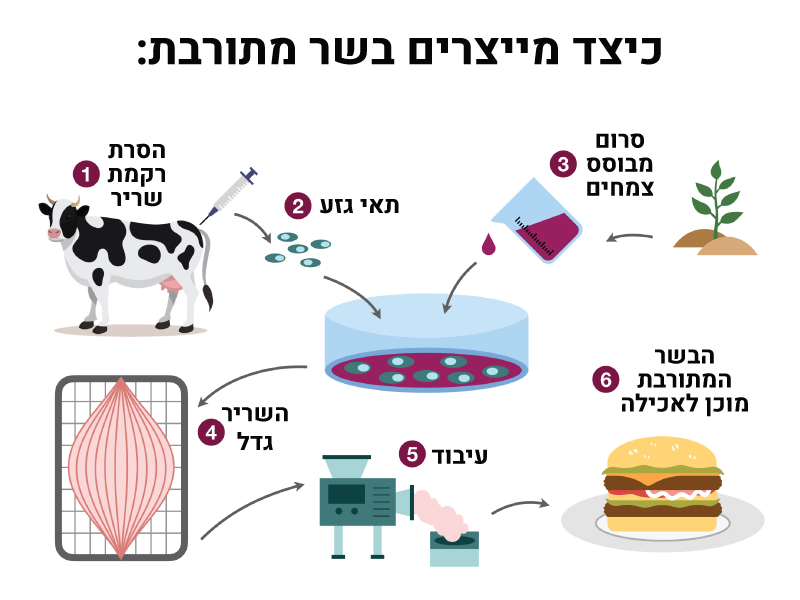 כיצד מייצרים בשר מתורבת:
1
הסרת
רקמת
שריר
2
תאי גזע
3
סרום
מבוסס
צמחים
4
השריר
גדל
5
עיבוד
6
הבשר
המתורבת
מוכן לאכילה